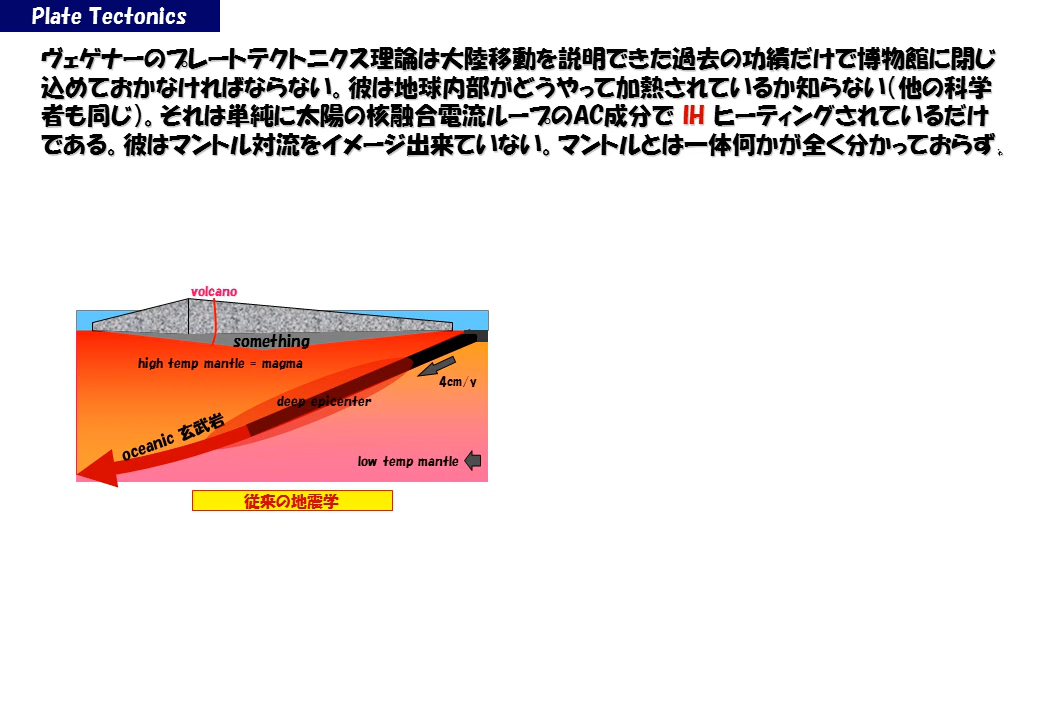 Plate Tectonics
ヴェゲナーのプレートテクトニクス理論は大陸移動を説明できた過去の功績だけで博物館に閉じ
込めておかなければならない。彼は地球内部がどうやって加熱されているか知らない(他の科学
者も同じ)。それは単純に太陽の核融合電流ループのAC成分で IH ヒーティングされているだけ
である。彼はマントル対流をイメージ出来ていない。マントルとは一体何かが全く分かっておらず。
volcano
something
high temp mantle = magma
4cm/y
deep epicenter
oceanic 玄武岩
low temp mantle
従来の地震学